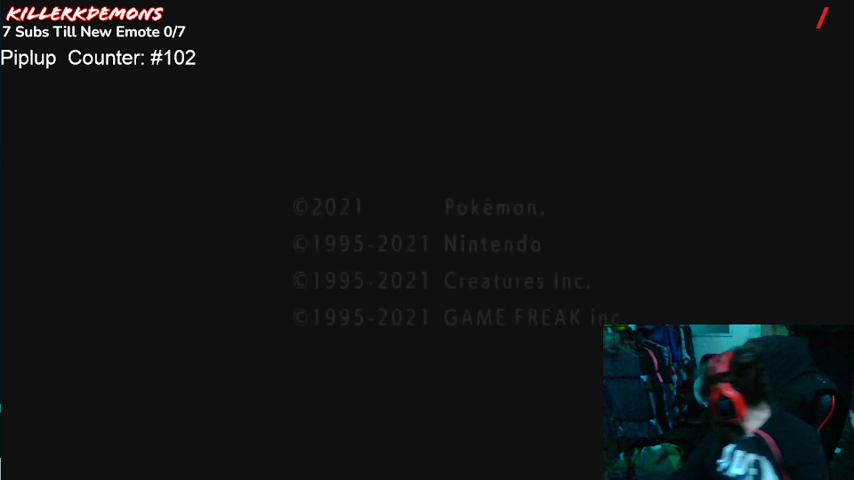 KILLERKDEMONS
7 Subs Till New Emote 0/7
Piplup Counter: #102
©2021 Pokémon.
©1995-2021 Nintendo
©1995-2021 Creatures Inc.
©1995-2021 GAME FREAK inc.